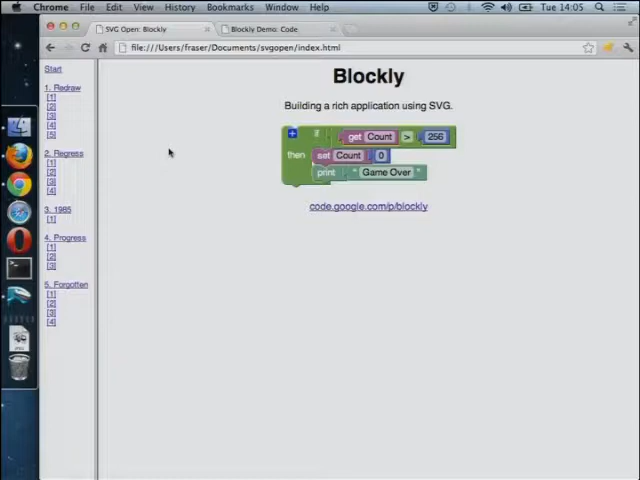 Chrome File Edit View History Bookmarks Window Help Tue 14:05
SVG Open: Blockly
Blockly Demo: Code
file:///Users/fraser/Documents/svgopen/index.html
Start
1. Redraw
[1]
[2]
[3]
[4]
[5]
2. Regress
[1]
[2]
[3]
[4]
3. 1985
[1]
4. Progress
[1]
[2]
[3]
5. Forgotten
[1]
[2]
[3]
[4]
Blockly
Building a rich application using SVG.
if get Count > 256
then set Count 0
print " Game Over "
code.google.com/p/blockly